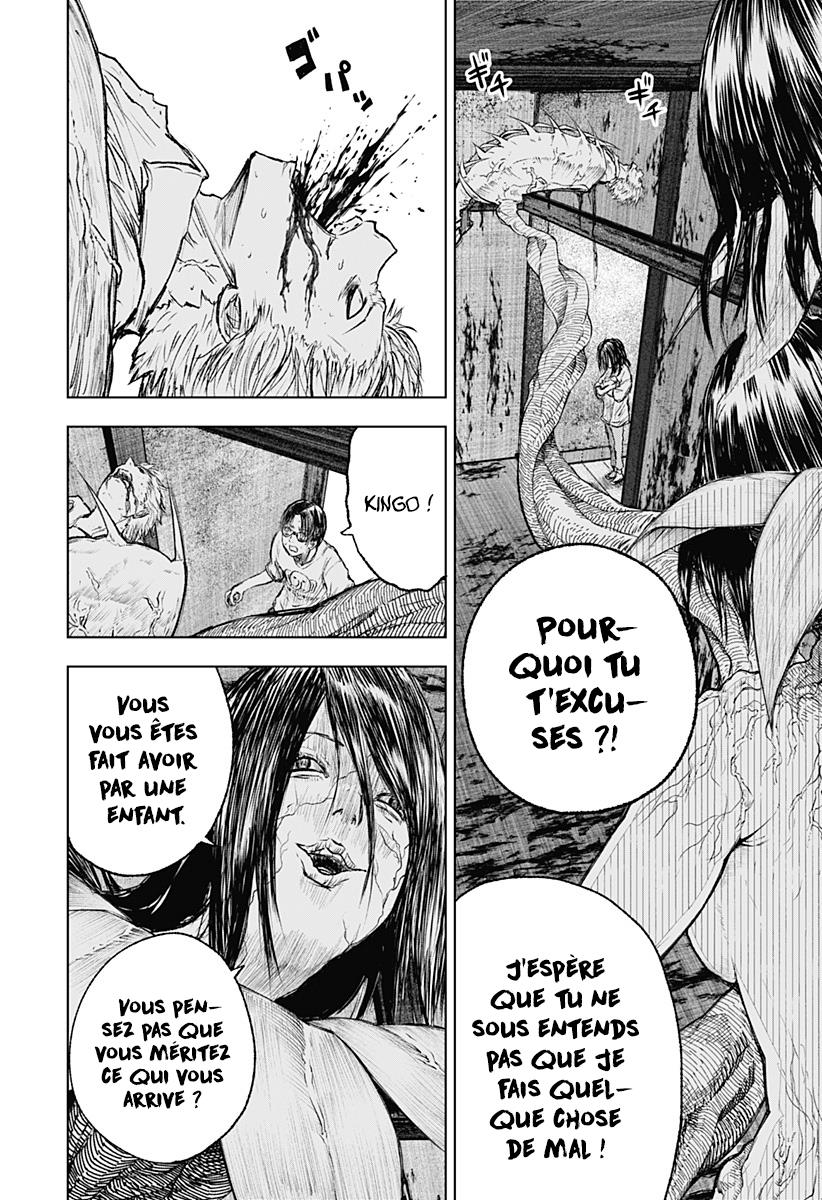 ギチ
ギチ
POUR-
QUOI TU
T'EXCU-
SES ?!
J'ESPÈRE
QUE TU NE
SOUS ENTENDS
PAS QUE JE
FAIS QUEL-
QUE CHOSE
DE MAL !
ゴパッ
KINGO !
VOUS
VOUS ÊTES
FAIT AVOIR
PAR UNE
ENFANT.
VOUS PEN-
SEZ PAS QUE
VOUS MÉRITEZ
CE QUI VOUS
ARRIVE ?